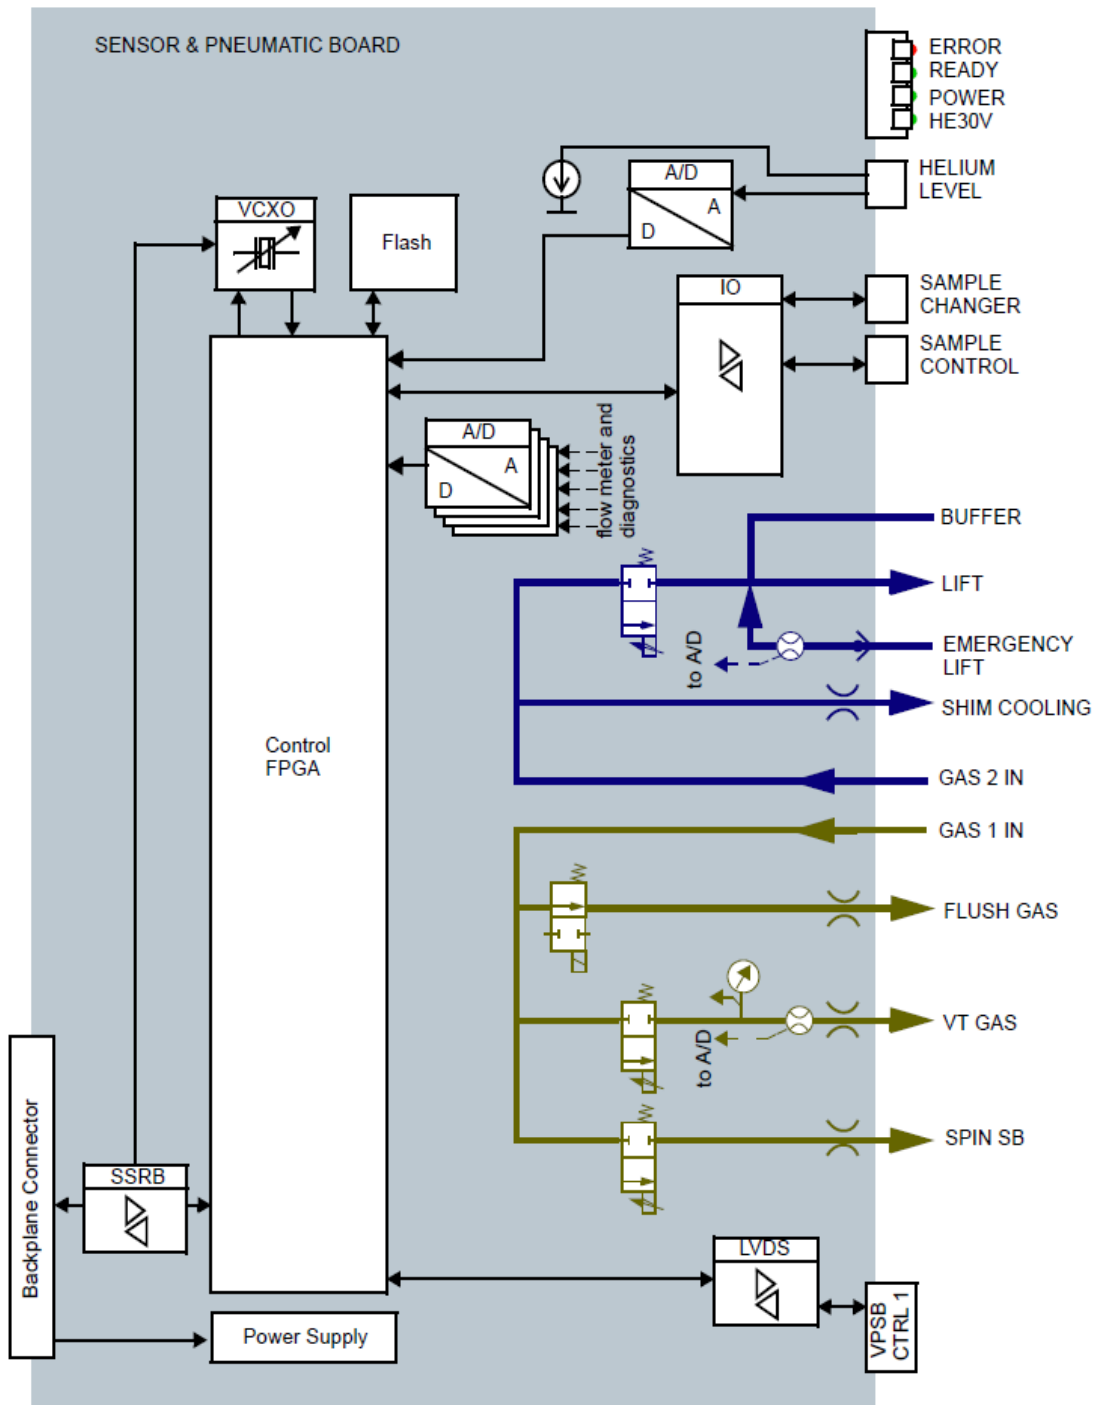 SENSOR & PNEUMATIC BOARD
ERROR
READY
POWER
HE30V
HELIUM
LEVEL
A/D
A
D
VCXO
Flash
IO
SAMPLE
CHANGER
SAMPLE
CONTROL
A/D
A
D
flow meter and
diagnostics
BUFFER
LIFT
to A/D
EMERGENCY
LIFT
SHIM COOLING
Control
FPGA
GAS 2 IN
GAS 1 IN
FLUSH GAS
to A/D
VT GAS
SPIN SB
Backplane Connector
SSRB
LVDS
VPSB
CTRL 1
Power Supply